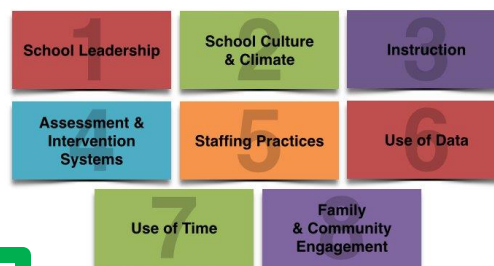 1
School Leadership
2
School Culture
& Climate
3
Instruction
4
Assessment &
Intervention
Systems
5
Staffing Practices
6
Use of Data
7
Use of Time
8
Family
& Community
Engagement